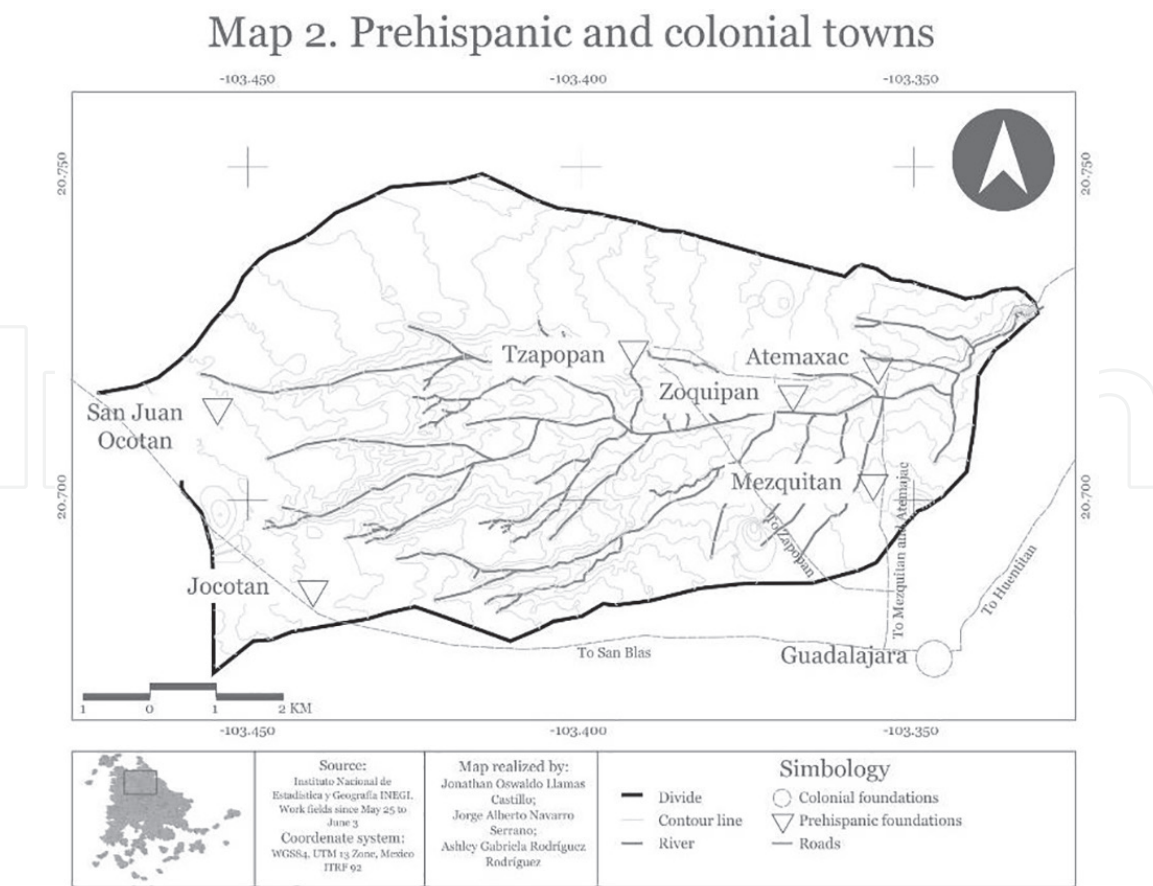 Map 2. Prehispanic and colonial towns
-103.450
-103.400
-103.350
20.750
20.750
Tzapopan
Atemaxac
Zoquipan
San Juan
Ocotan
Mezquitan
20.700
20.700
To Zapopan
To Mezquitan and Atemajac
To Huentitan
Jocotan
To San Blas
Guadalajara
1 0 1 2 KM
-103.450
-103.400
-103.350
Source:
Instituto Nacional de
Estadistica y Geografia INEGI.
Work fields since May 25 to
June 3
Coordenate system:
WGS84, UTM 13 Zone, Mexico
ITRF 92
Map realized by:
Jonathan Oswaldo Llamas
Castillo;
Jorge Alberto Navarro
Serrano;
Ashley Gabriela Rodríguez
Rodríguez
Simbology
Divide
Contour line
River
Colonial foundations
Prehispanic foundations
Roads